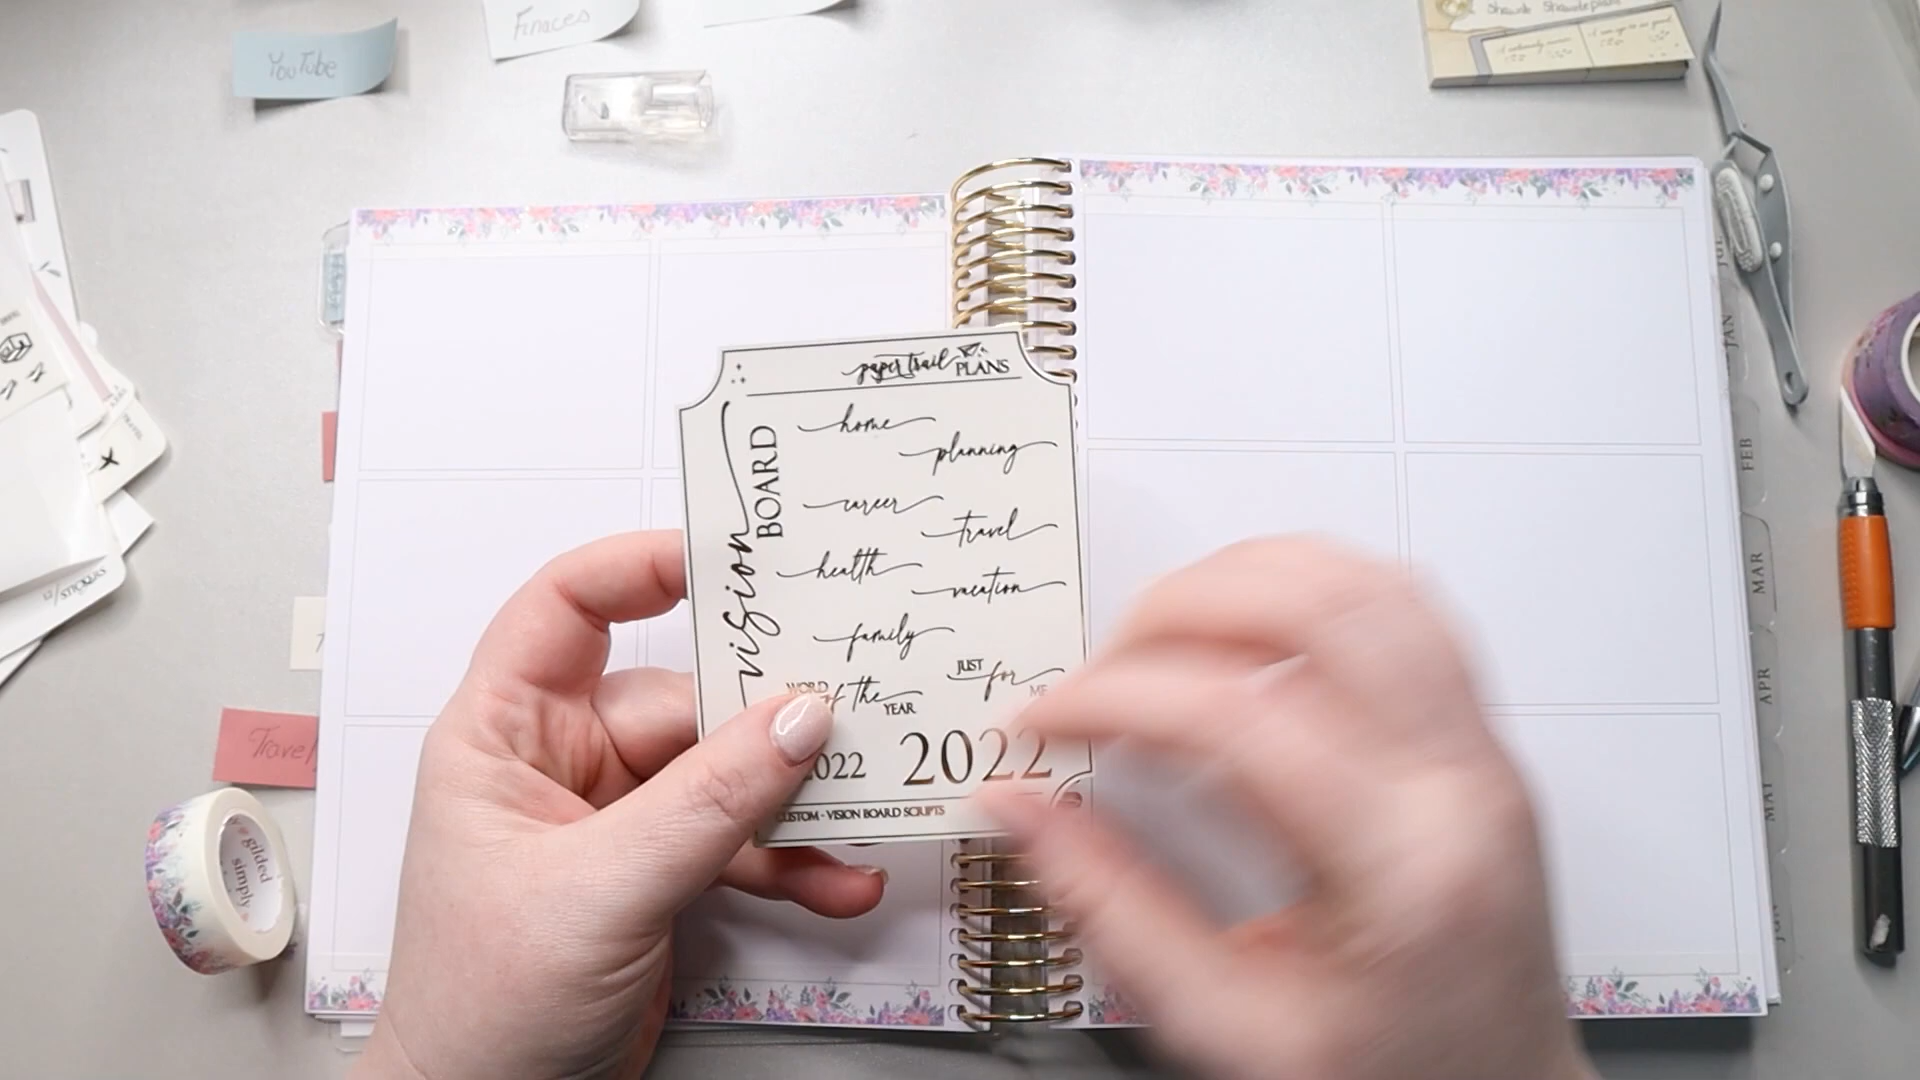 YouTube
Finaces
paper trail PLANS
vision BOARD
home
planning
career
travel
health
vacation
family
JUST for ME
WORD of the YEAR
2022
2022
CUSTOM - VISION BOARD SCRIPTS
Travel
gilded
simply
JAN
FEB
MAR
APR
MAY
STICKERS